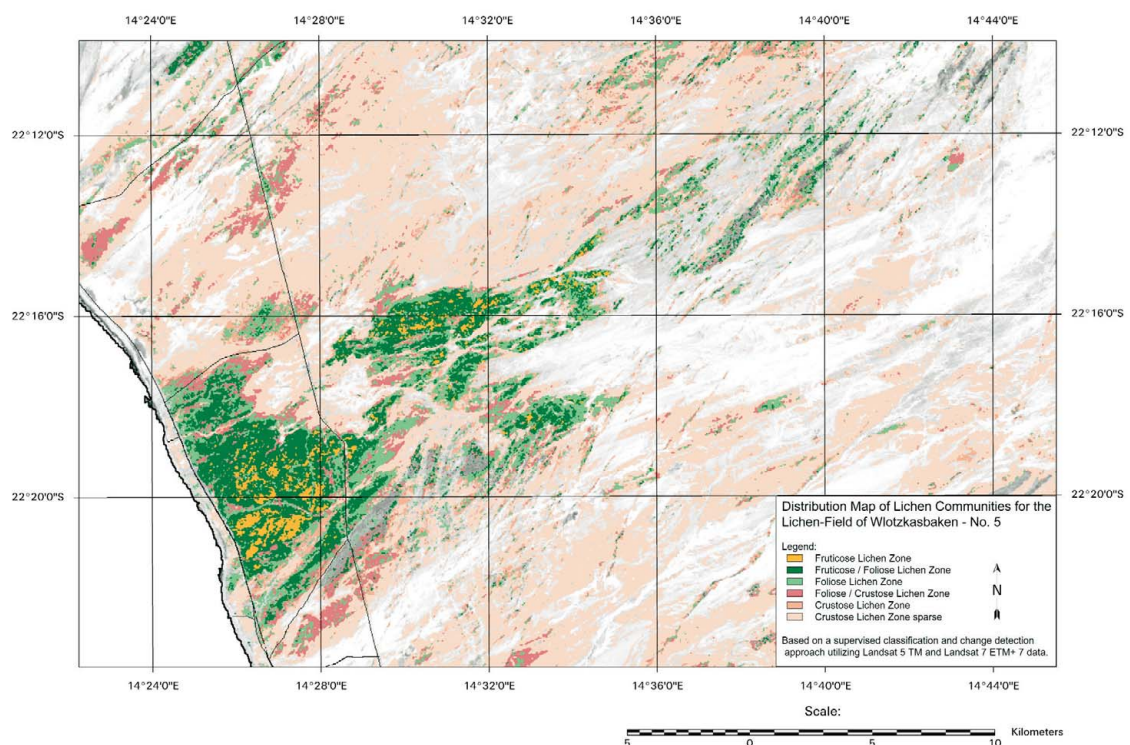 14°24'0"E 14°28'0"E 14°32'0"E 14°36'0"E 14°40'0"E 14°44'0"E
22°12'0"S 22°12'0"S
22°16'0"S 22°16'0"S
22°20'0"S 22°20'0"S
Distribution Map of Lichen Communities for the
Lichen-Field of Wlotzkasbaken - No. 5
Legend:
Fruticose Lichen Zone
Fruticose / Foliose Lichen Zone
Foliose Lichen Zone
Foliose / Crustose Lichen Zone
Crustose Lichen Zone
Crustose Lichen Zone sparse
N
Based on a supervised classification and change detection
approach utilizing Landsat 5 TM and Landsat 7 ETM+ 7 data.
14°24'0"E 14°28'0"E 14°32'0"E 14°36'0"E 14°40'0"E 14°44'0"E
Scale:
Kilometers
5 0 5 10